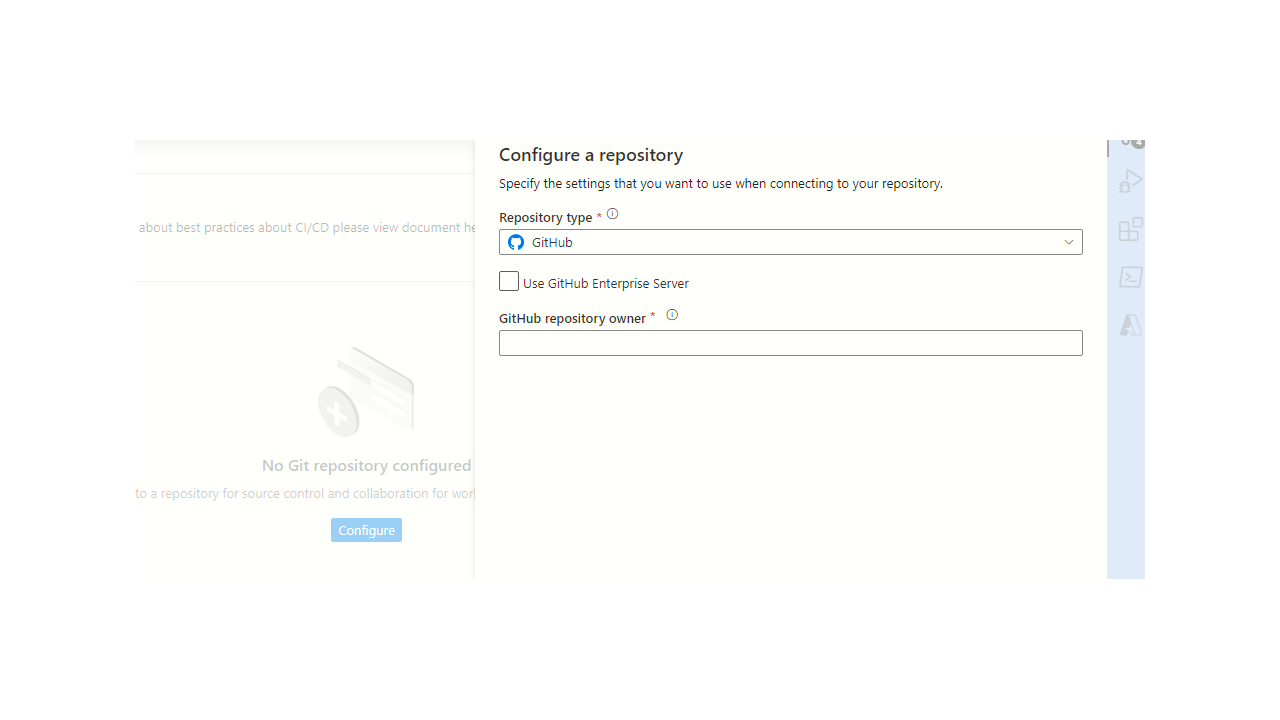 Configure a repository
Specify the settings that you want to use when connecting to your repository.
Repository type *
GitHub
Use GitHub Enterprise Server
GitHub repository owner *
about best practices about CI/CD please view document he
No Git repository configured
to a repository for source control and collaboration for wor
Configure